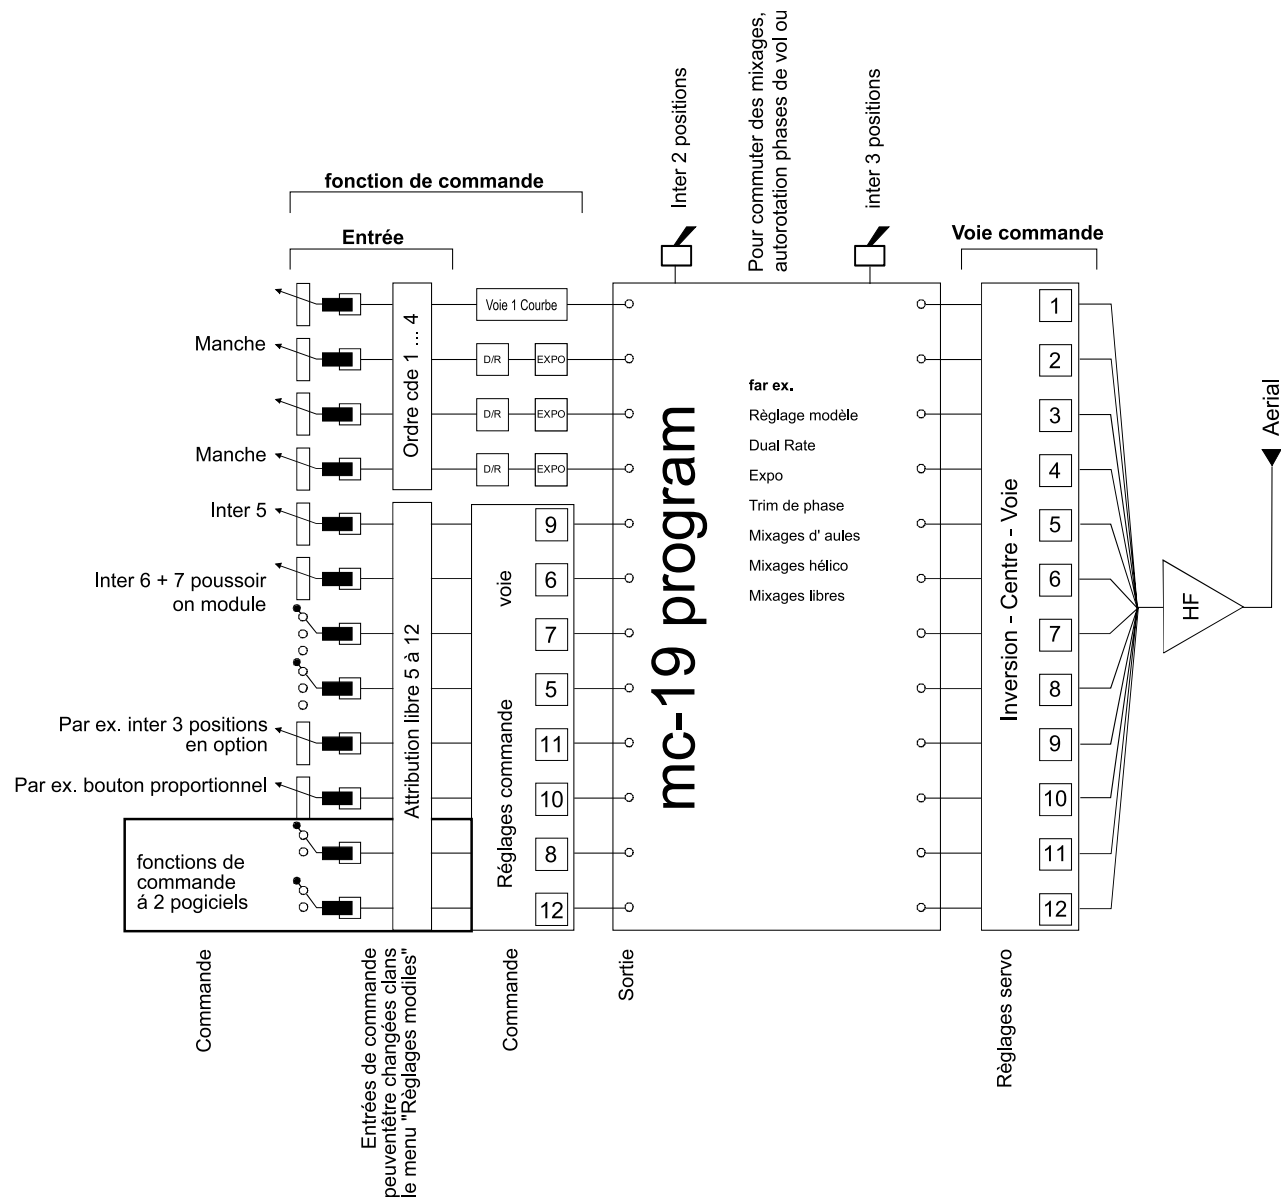 Pour commuter des mixages,
autorotation phases de vol ou
Inter 2 positions
inter 3 positions
fonction de commande
Entrée
Voie commande
Manche
Manche
Inter 5
Inter 6 + 7 poussoir
on module
Par ex. inter 3 positions
en option
Par ex. bouton proportionnel
fonctions de
commande
á 2 pogiciels
Ordre cde 1 ... 4
Attribution libre 5 à 12
Voie 1 Courbe
D/R
EXPO
D/R
EXPO
D/R
EXPO
voie
Réglages commande
9
6
7
5
11
10
8
12
mc-19 program
far ex.
Règlage modèle
Dual Rate
Expo
Trim de phase
Mixages d' aules
Mixages hélico
Mixages libres
Inversion - Centre - Voie
1
2
3
4
5
6
7
8
9
10
11
12
HF
Aerial
Commande
Entrées de commande
peuventêtre changées clans
le menu "Règlages modiles"
Commande
Sortie
Règlages servo